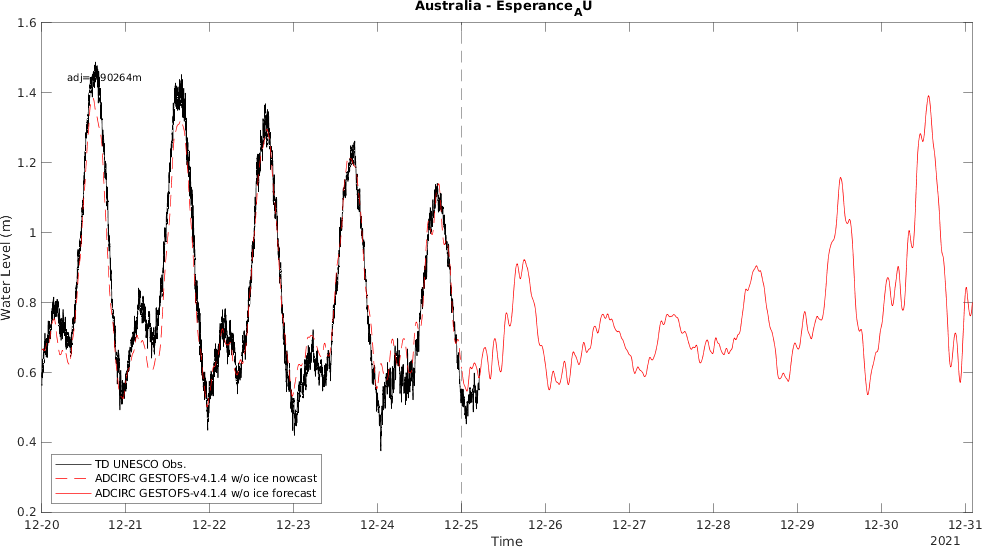 Australia - Esperance_AU
1.6
adj= 90264m
1.4
1.2
1
0.8
0.6
0.4
0.2
Water Level (m)
TD UNESCO Obs.
ADCIRC GESTOFS-v4.1.4 w/o ice nowcast
ADCIRC GESTOFS-v4.1.4 w/o ice forecast
12-20 12-21 12-22 12-23 12-24 12-25 12-26 12-27 12-28 12-29 12-30 12-31
Time
2021